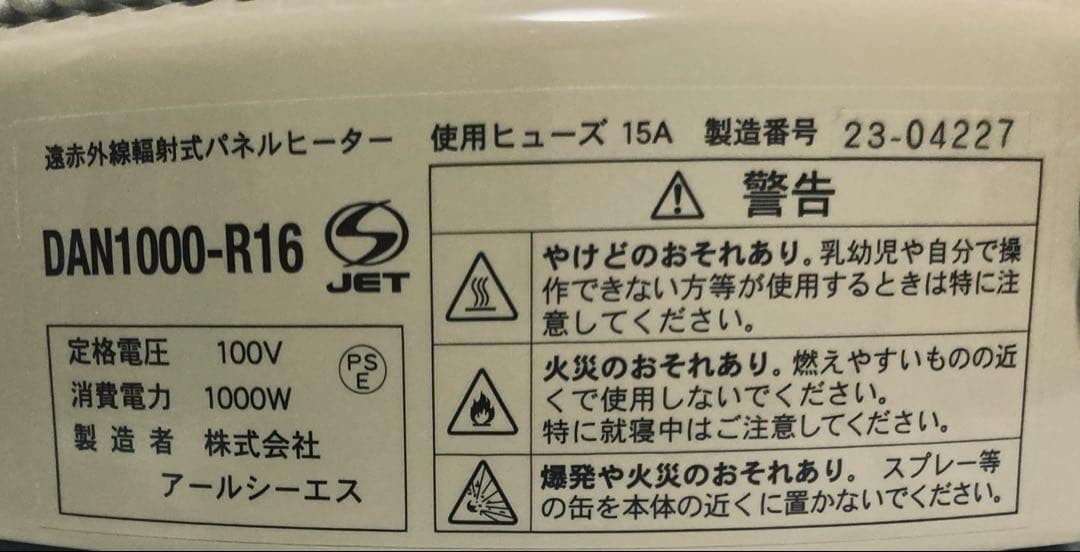 遠赤外線輻射式パネルヒーター
DAN1000-R16
JET
定格電圧 100V
消費電力 1000W
PS
E
製造者 株式会社
アールシーエス
使用ヒューズ 15A 製造番号 23-04227
警告
やけどのおそれあり。乳幼児や自分で操
作できない方等が使用するときは特に注
意してください。
火災のおそれあり。燃えやすいものの近
くで使用しないでください。
特に就寝中はご注意してください。
爆発や火災のおそれあり。 スプレー等
の缶を本体の近くに置かないでください。